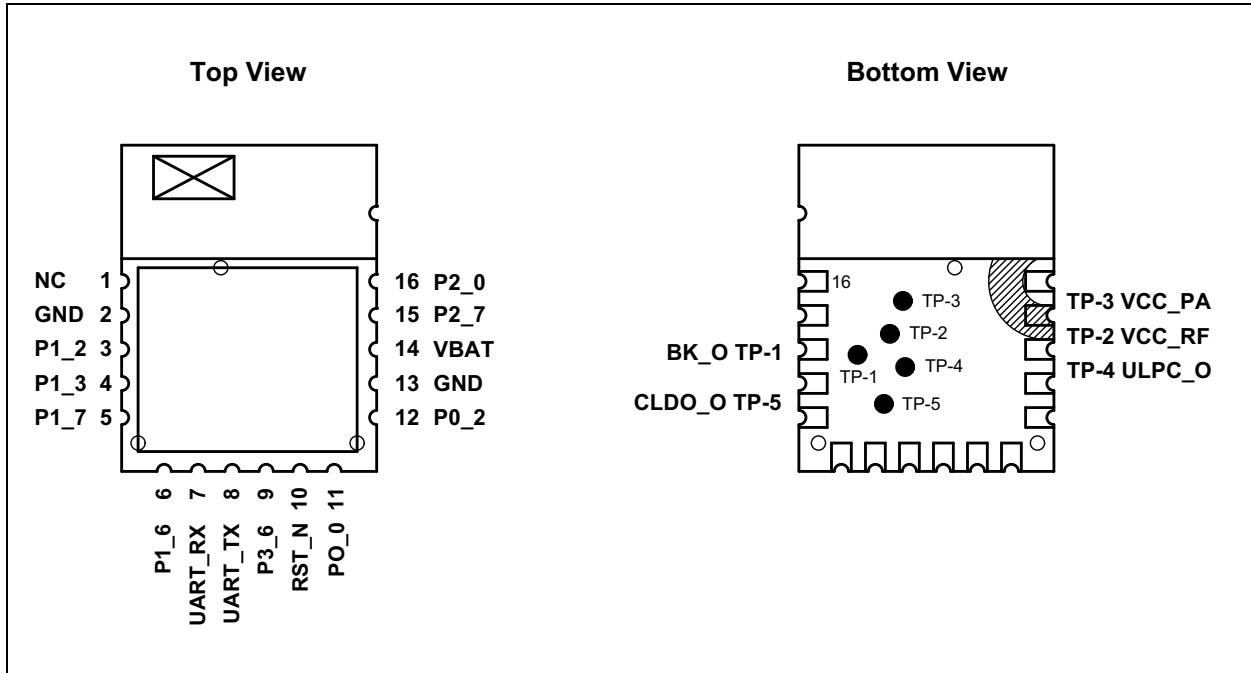 Top View
Bottom View
NC 1
GND 2
P1_2 3
P1_3 4
P1_7 5
16 P2_0
15 P2_7
14 VBAT
13 GND
12 P0_2
P1_6 6
UART_RX 7
UART_TX 8
P3_6 9
RST_N 10
PO_0 11
16
TP-3
TP-2
TP-1
TP-4
TP-5
BK_O TP-1
CLDO_O TP-5
TP-3 VCC_PA
TP-2 VCC_RF
TP-4 ULPC_O